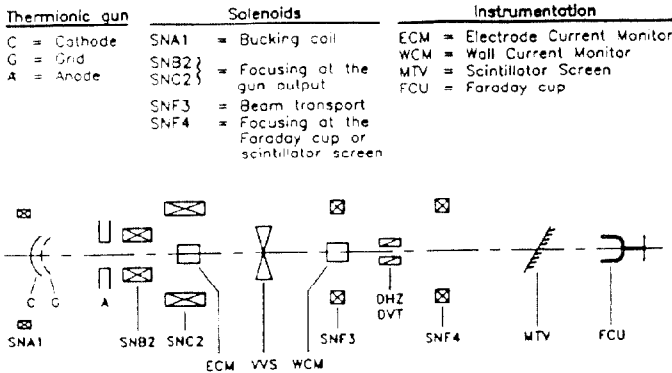 Thermionic gun
C = Cathode
G = Grid
A = Anode
Solenoids
SNA1 = Bucking coil
SNB2
SNC2 } = Focusing at the gun output
SNF3 = Beam transport
SNF4 = Focusing at the
Faraday cup or
scintillator screen
Instrumentation
ECM = Electrode Current Monitor
WCM = Wall Current Monitor
MTV = Scintillator Screen
FCU = Faraday cup
C G A
DHZ
DVT
SNA1 SNB2 SNC2 SNF3 SNF4 MTV FCU
ECM VVS WCM